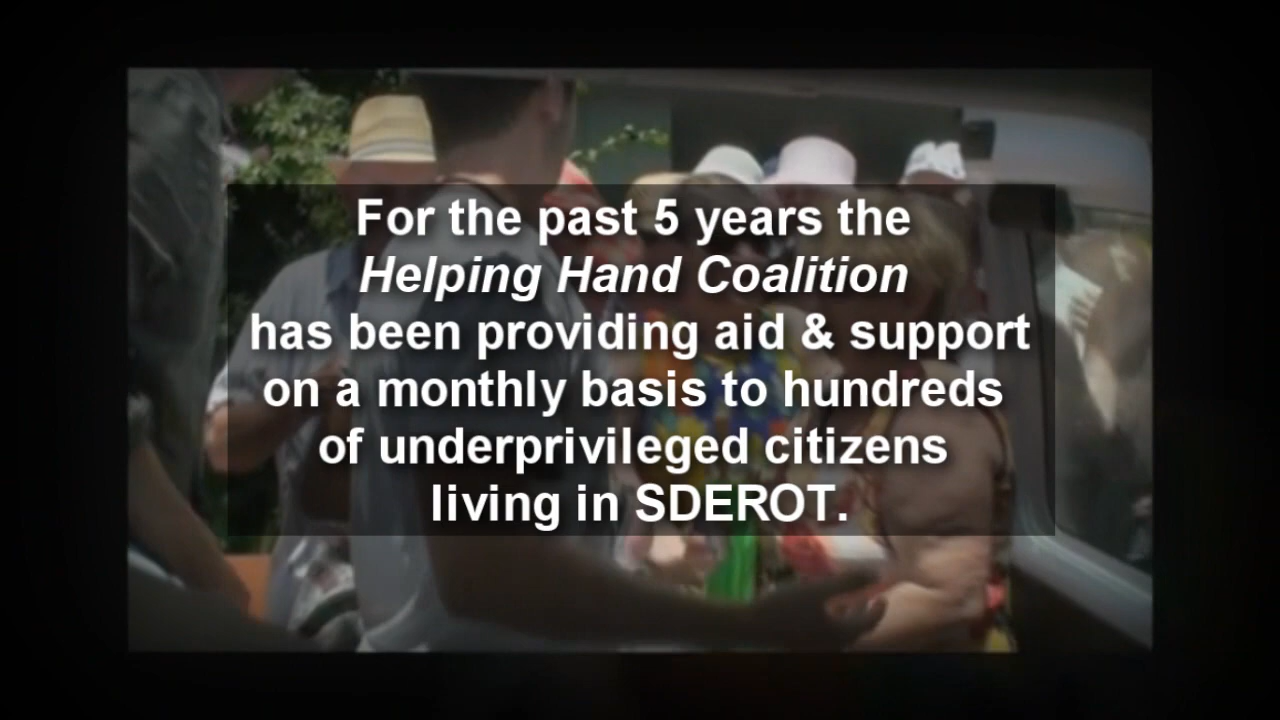 For the past 5 years the
Helping Hand Coalition
has been providing aid & support
on a monthly basis to hundreds
of underprivileged citizens
living in SDEROT.